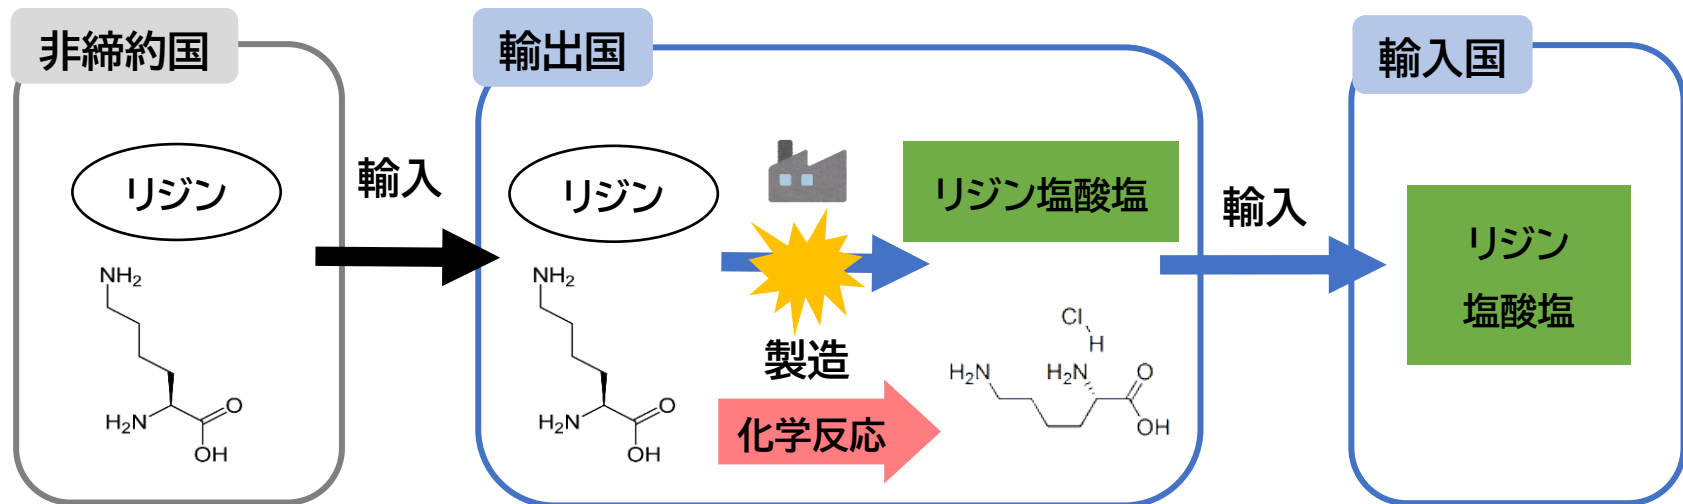 非締約国
リジン
NH2
H2N
O
OH
輸入
輸出国
リジン
NH2
H2N
O
OH
製造
化学反応
リジン塩酸塩
Cl
H
H2N
H2N
O
OH
輸入
輸入国
リジン
塩酸塩